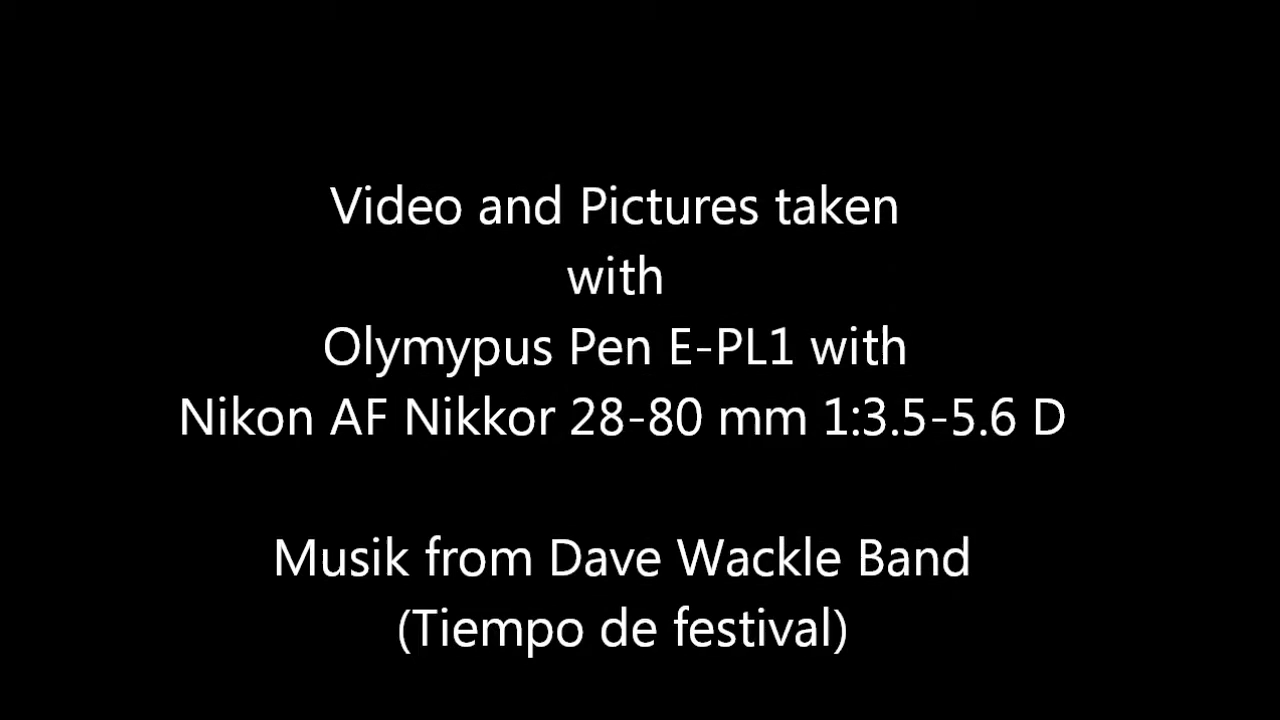 Video and Pictures taken
with
Olymypus Pen E-PL1 with
Nikon AF Nikkor 28-80 mm 1:3.5-5.6 D
Musik from Dave Wackle Band
(Tiempo de festival)